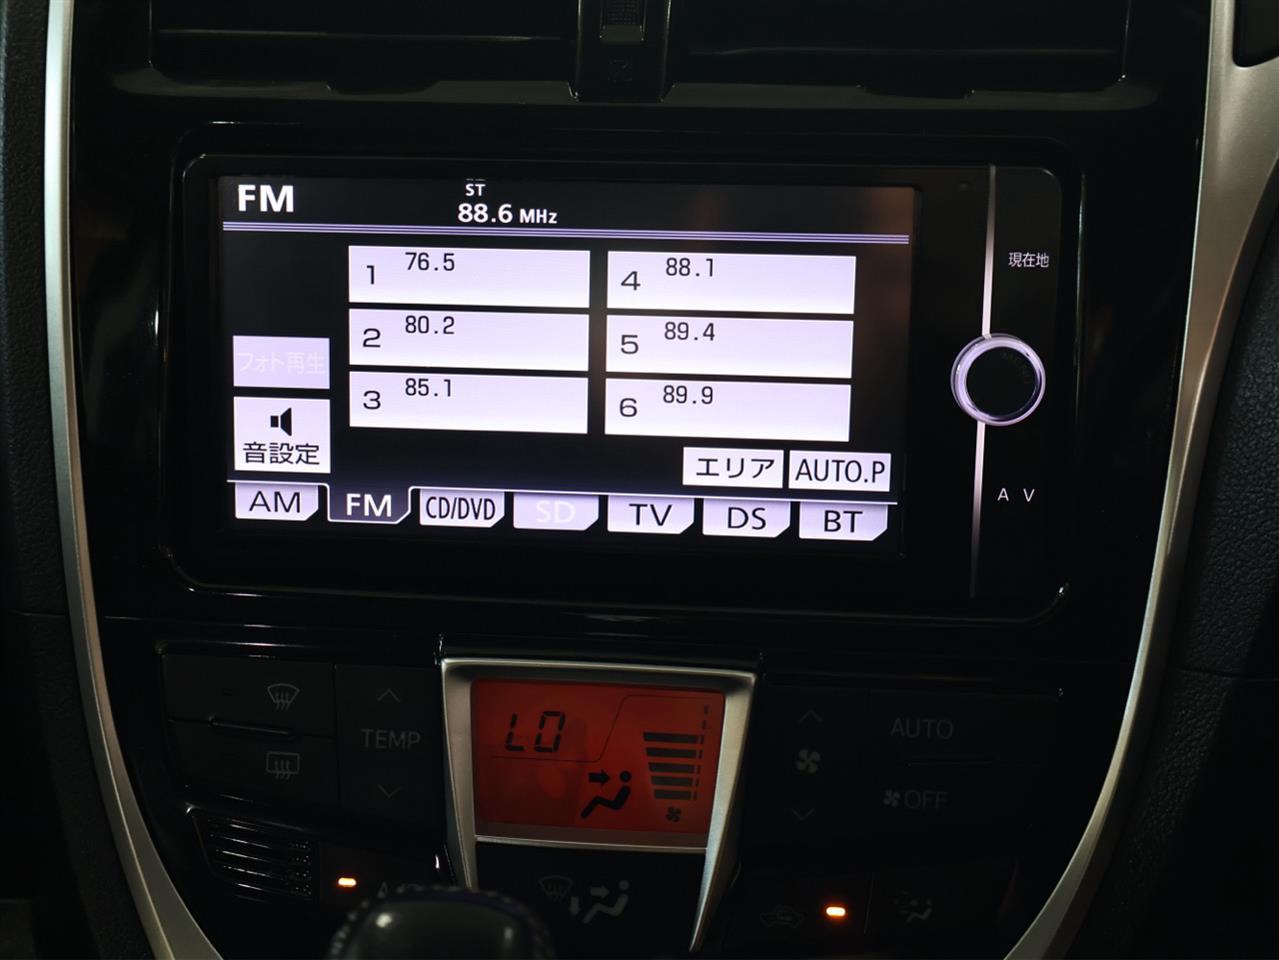 FM
ST
88.6 MHz
1 76.5
4 88.1
2 80.2
5 89.4
3 85.1
6 89.9
フォト再生
音設定
エリア
AUTO.P
AM
FM
CD/DVD
SD
TV
DS
BT
現在地
A V
TEMP
LO
AUTO
OFF